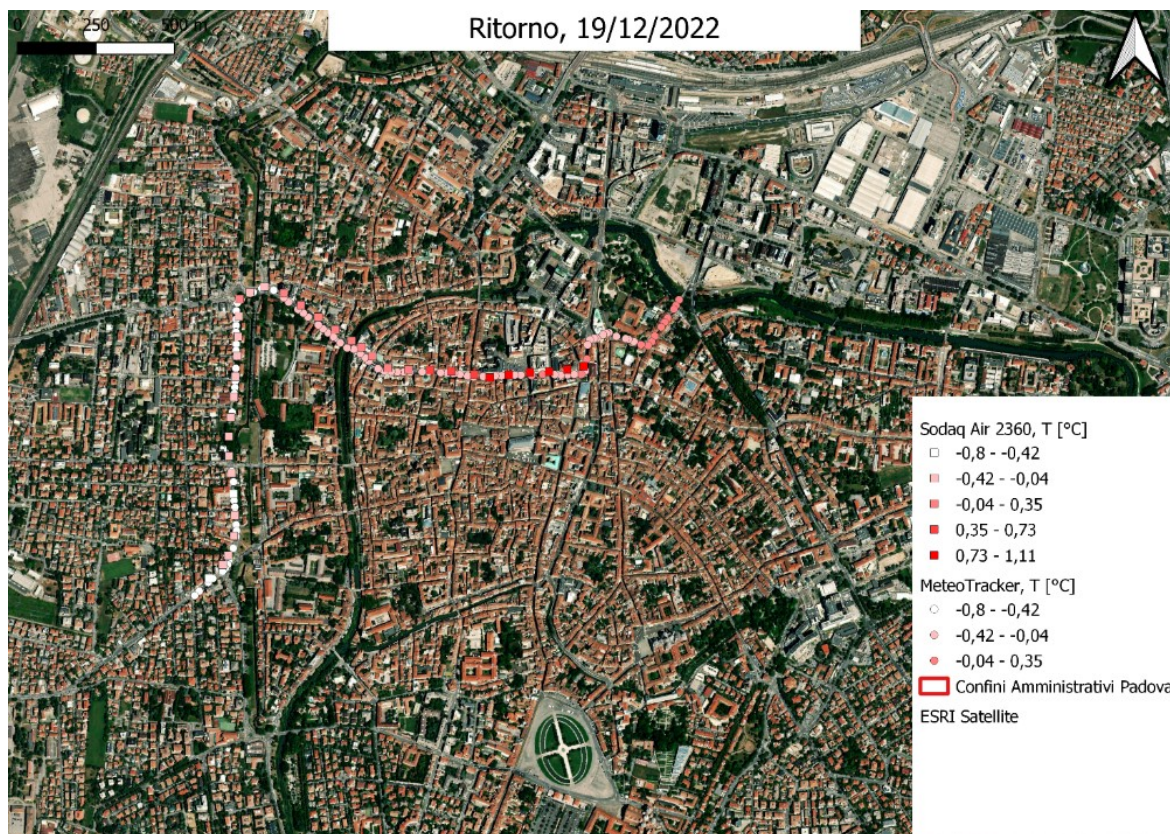 Ritorno, 19/12/2022
0 250 500 m
Sodaq Air 2360, T [°C]
-0,8 - -0,42
-0,42 - -0,04
-0,04 - 0,35
0,35 - 0,73
0,73 - 1,11
MeteoTracker, T [°C]
-0,8 - -0,42
-0,42 - -0,04
-0,04 - 0,35
Confini Amministrativi Padova
ESRI Satellite